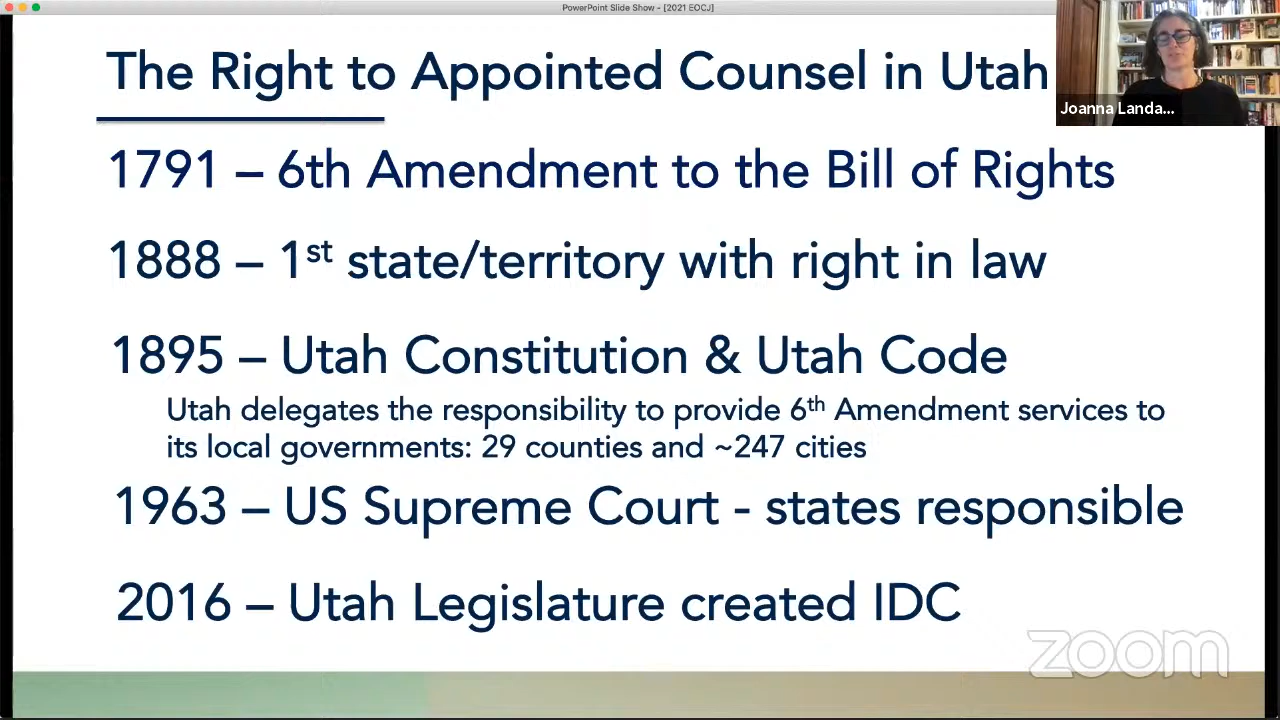 PowerPoint Slide Show - [2021 EOCJ]
The Right to Appointed Counsel in Utah
Joanna Landa...
1791 – 6th Amendment to the Bill of Rights
1888 – 1st state/territory with right in law
1895 – Utah Constitution & Utah Code
Utah delegates the responsibility to provide 6th Amendment services to
its local governments: 29 counties and ~247 cities
1963 – US Supreme Court - states responsible
2016 – Utah Legislature created IDC
zoom